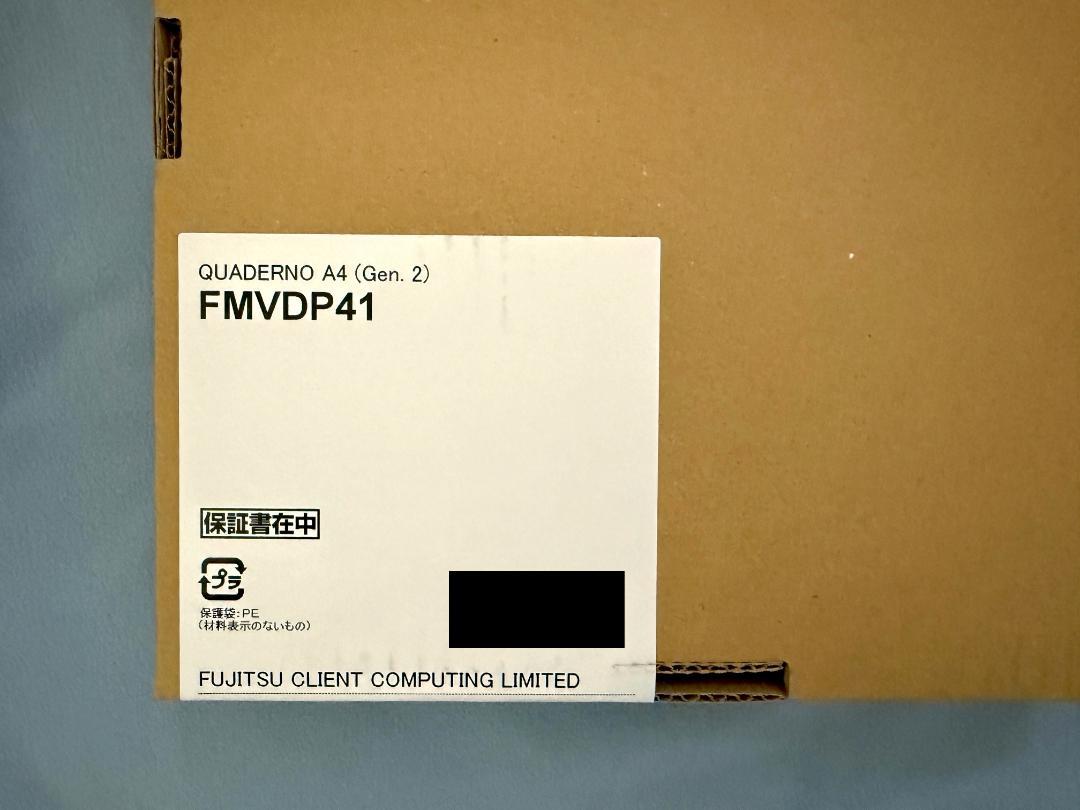 QUADERNO A4 (Gen. 2)
FMVDP41
保証書在中
プラ
保護袋:PE
(材料表示のないもの)
FUJITSU CLIENT COMPUTING LIMITED